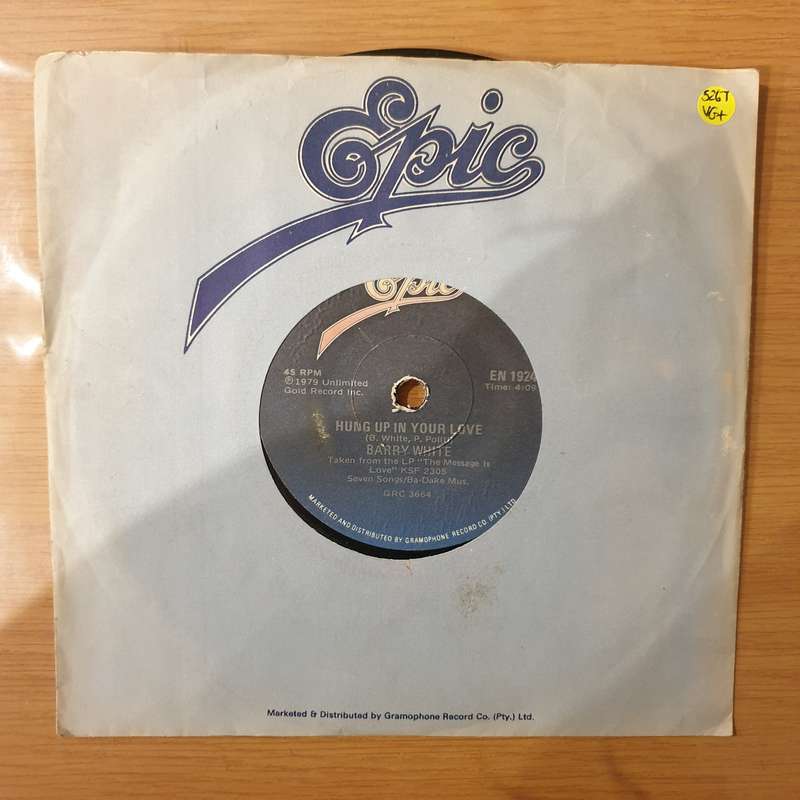 Epic
526T
VG+
Epic
45 RPM
℗1979 Unlimited
Gold Record Inc.
EN 1924
Time: 4:09
HUNG UP IN YOUR LOVE
(B. White, P. Politi)
BARRY WHITE
Taken from the LP "The Message Is
Love" KSF 2305
Seven Songs/Ba-Dake Mus.
GRC 3664
MARKETED AND DISTRIBUTED BY GRAMOPHONE RECORD CO. (PTY.) LTD.
Marketed & Distributed by Gramophone Record Co. (Pty.) Ltd.